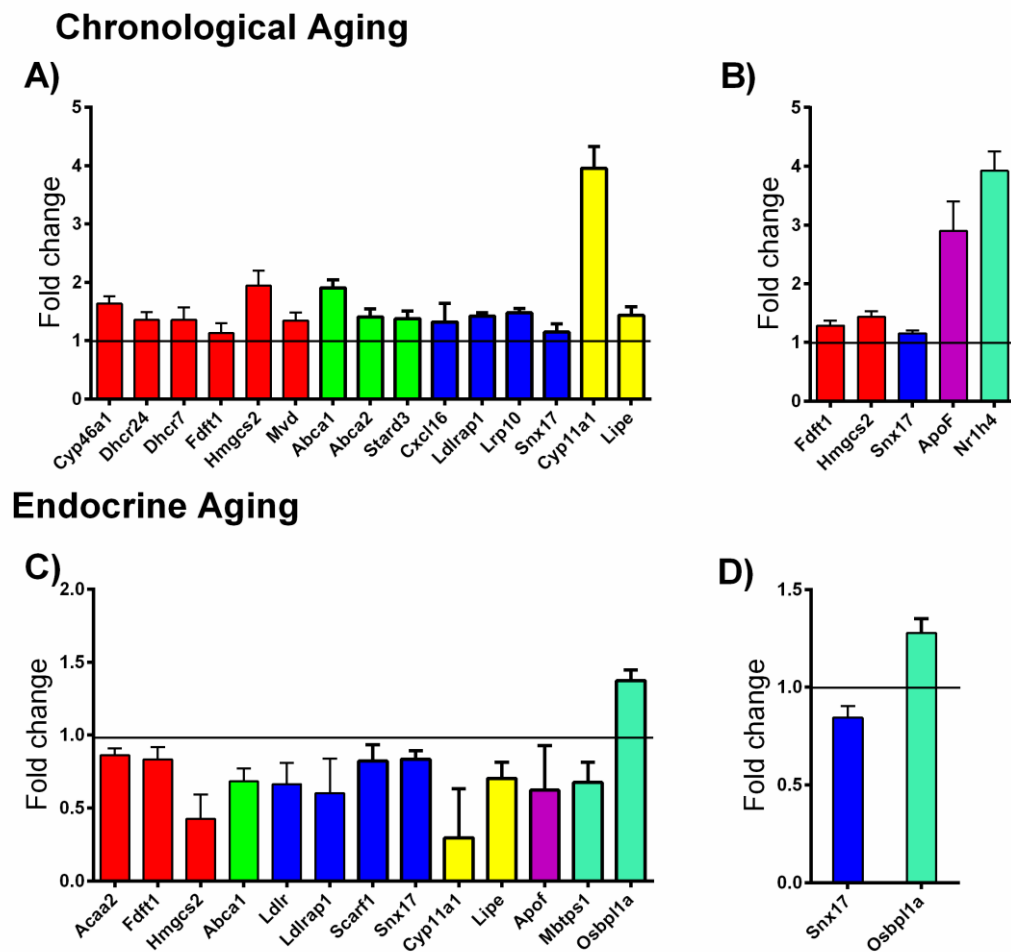 Chronological Aging
A)
Fold change
5
4
3
2
1
0
Cyp46a1
Dhcr24
Dhcr7
Fdft1
Hmgcs2
Mvd
Abca1
Abca2
Stard3
Cxcl16
Ldlrap1
Lrp10
Snx17
Cyp11a1
Lipe
B)
Fold change
5
4
3
2
1
0
Fdft1
Hmgcs2
Snx17
ApoF
Nr1h4
Endocrine Aging
C)
Fold change
2.0
1.5
1.0
0.5
0.0
Acaa2
Fdft1
Hmgcs2
Abca1
Ldlr
Ldlrap1
Scarf1
Snx17
Cyp11a1
Lipe
Apof
Mbtps1
Osbpl1a
D)
Fold change
1.5
1.0
0.5
0.0
Snx17
Osbpl1a